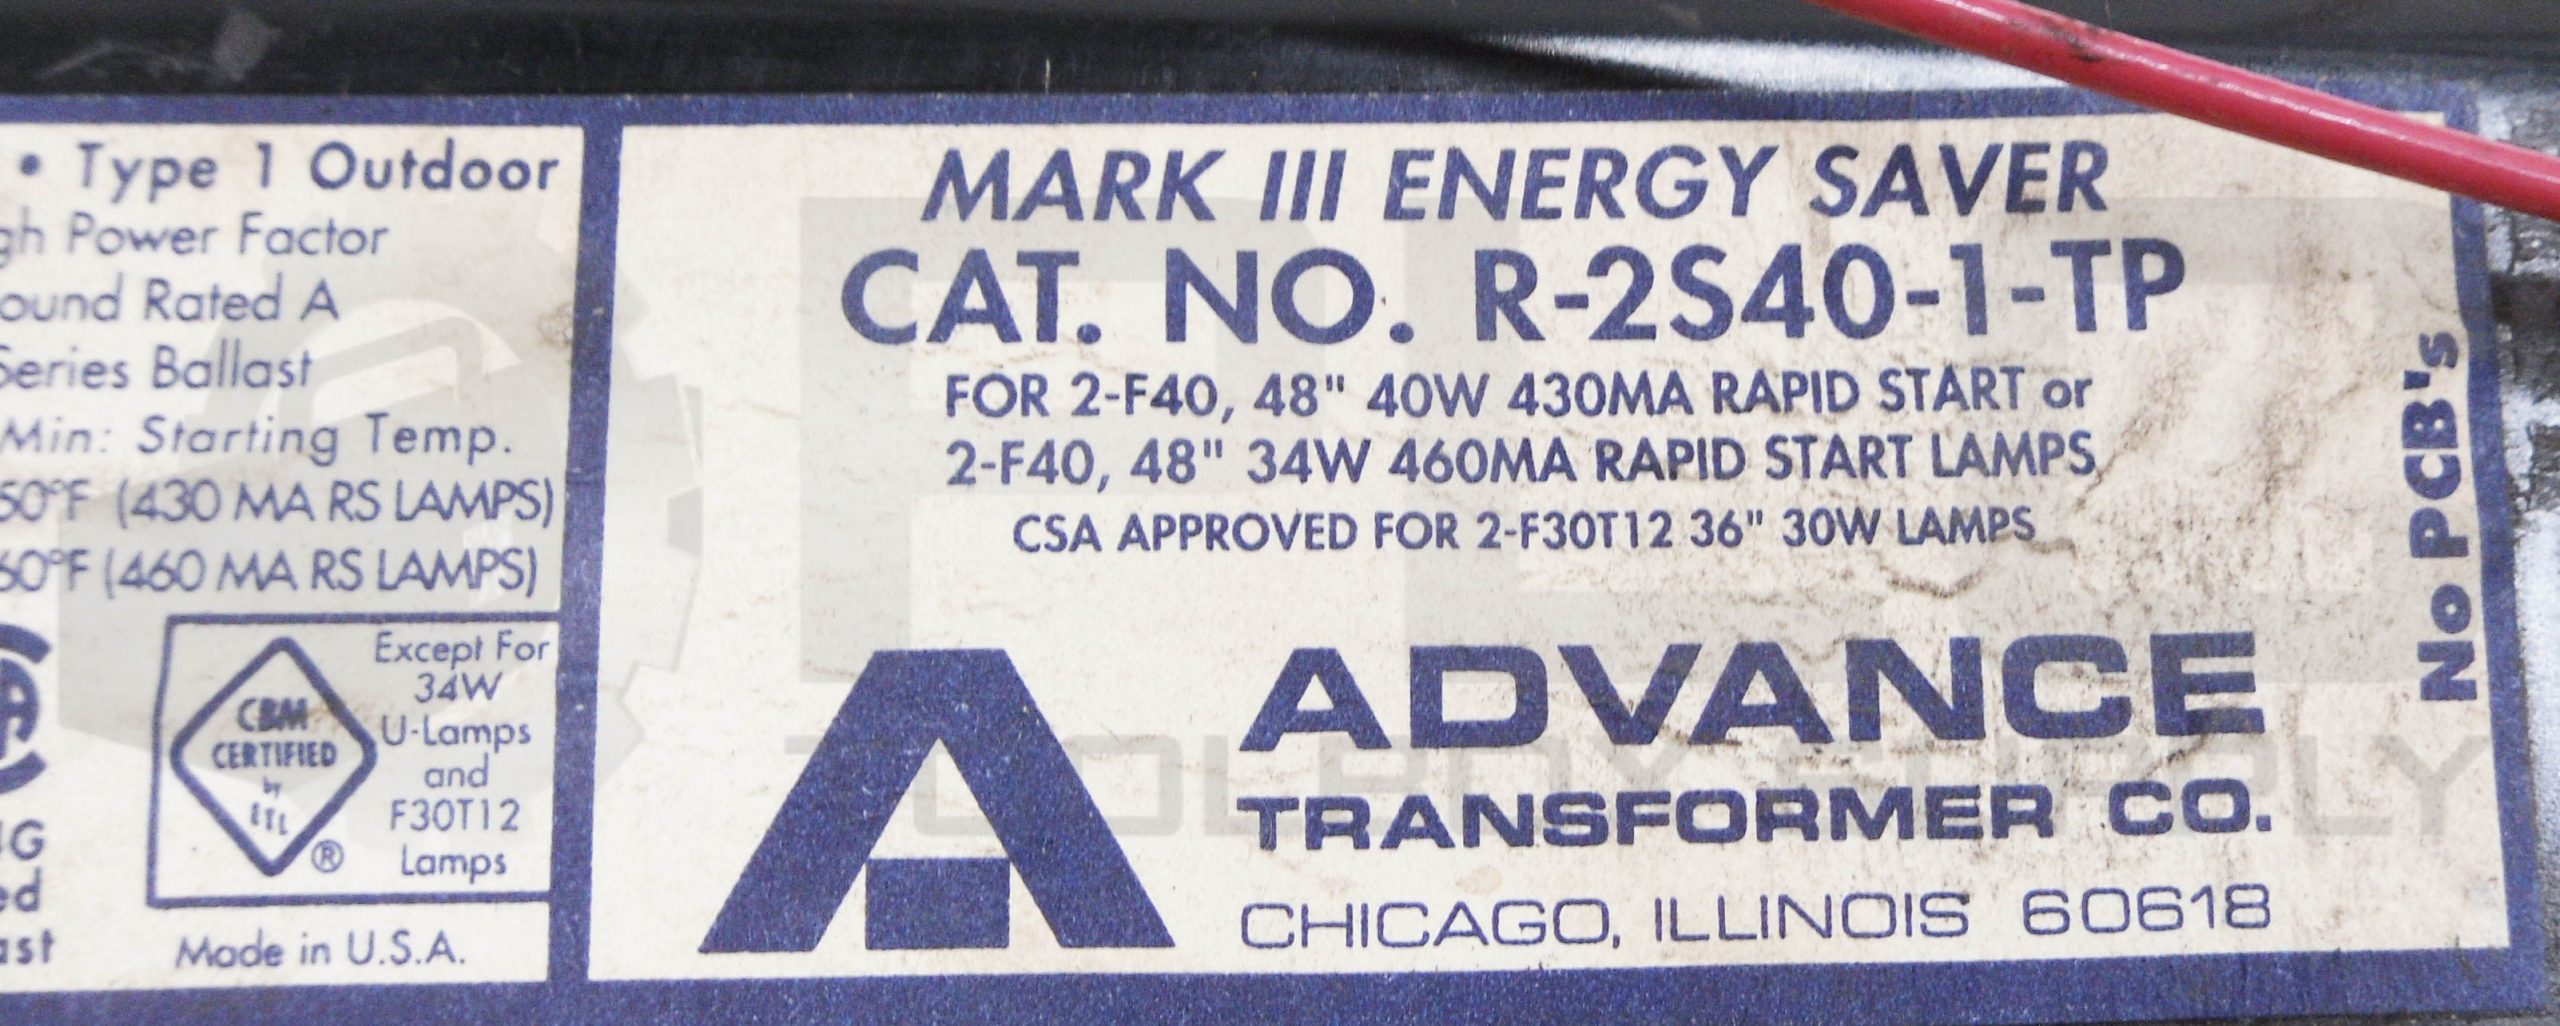 • Type 1 Outdoor
gh Power Factor
ound Rated A
Series Ballast
Min: Starting Temp.
50°F (430 MA RS LAMPS)
60°F (460 MA RS LAMPS)
CBM
CERTIFIED
by
ETL
®
Except For
34W
U-Lamps
and
F30T12
Lamps
G
ed
ast
Made in U.S.A.
MARK III ENERGY SAVER
CAT. NO. R-2S40-1-TP
FOR 2-F40, 48" 40W 430MA RAPID START or
2-F40, 48" 34W 460MA RAPID START LAMPS
CSA APPROVED FOR 2-F30T12 36" 30W LAMPS
ADVANCE
TRANSFORMER CO.
CHICAGO, ILLINOIS 60618
No PCB's
TOOLBOY SUPPLY